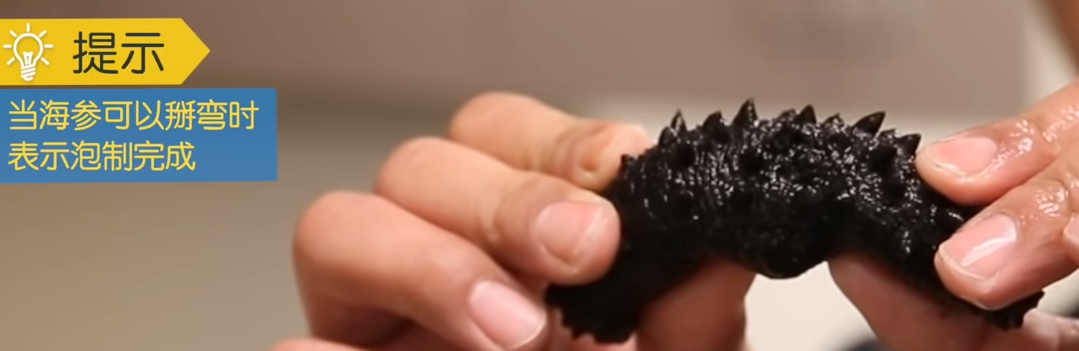 提示
当海参可以掰弯时
表示泡制完成